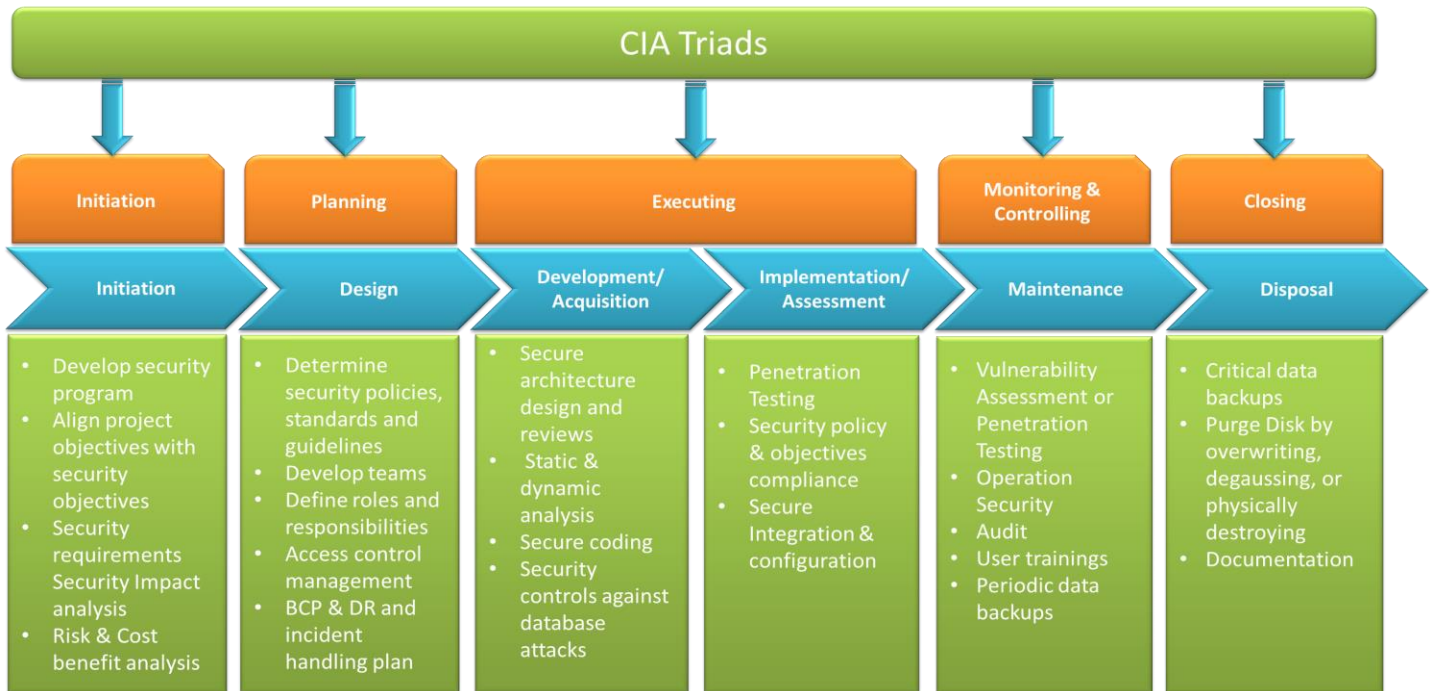 CIA Triads
Initiation
Planning
Executing
Monitoring &
Controlling
Closing
Initiation
Design
Development/
Acquisition
Implementation/
Assessment
Maintenance
Disposal
• Develop security
program
• Align project
objectives with
security
objectives
• Security
requirements
Security Impact
analysis
• Risk & Cost
benefit analysis
• Determine
security policies,
standards and
guidelines
• Develop teams
• Define roles and
responsibilities
• Access control
management
• BCP & DR and
incident
handling plan
• Secure
architecture
design and
reviews
• Static &
dynamic
analysis
• Secure coding
• Security
controls against
database
attacks
• Penetration
Testing
• Security policy
& objectives
compliance
• Secure
Integration &
configuration
• Vulnerability
Assessment or
Penetration
Testing
• Operation
Security
• Audit
• User trainings
• Periodic data
backups
• Critical data
backups
• Purge Disk by
overwriting,
degaussing, or
physically
destroying
• Documentation